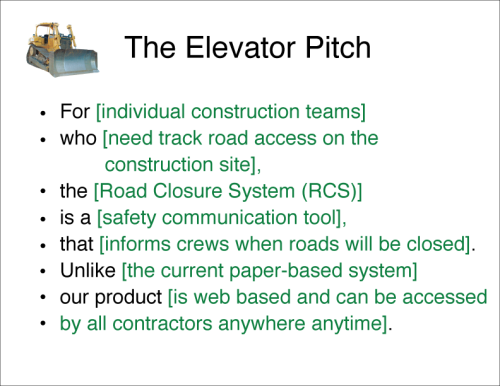 The Elevator Pitch
• For [individual construction teams]
• who [need track road access on the
construction site],
• the [Road Closure System (RCS)]
• is a [safety communication tool],
• that [informs crews when roads will be closed].
• Unlike [the current paper-based system]
• our product [is web based and can be accessed
• by all contractors anywhere anytime].